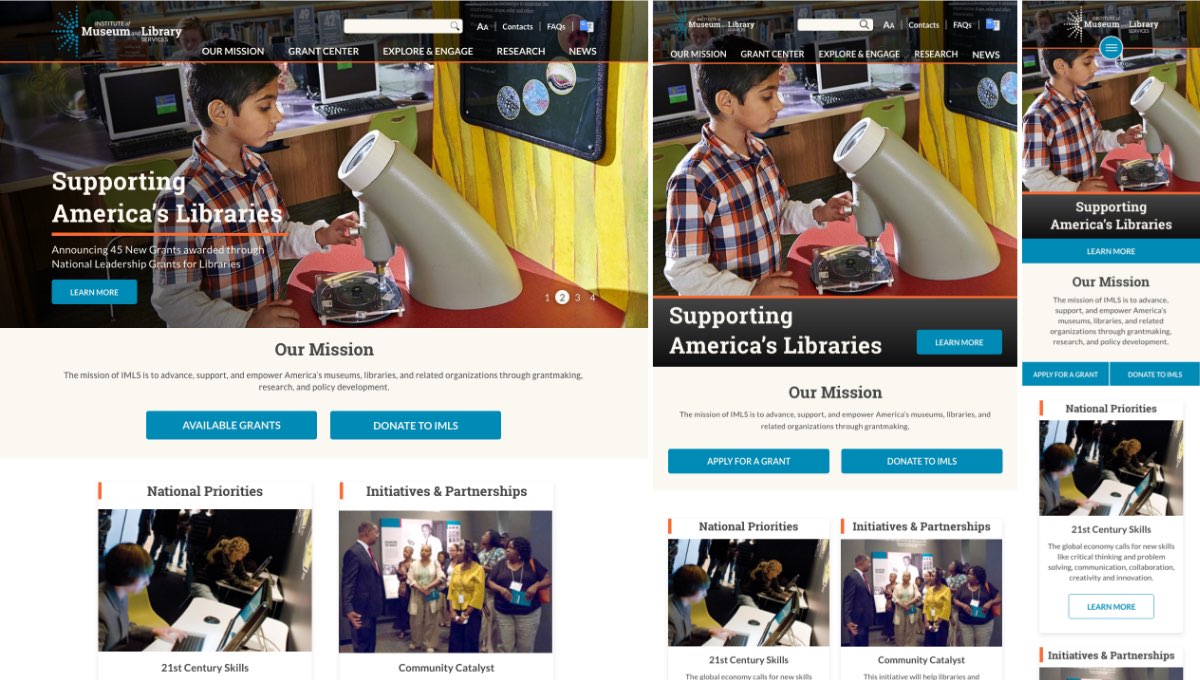 INSTITUTE of
Museum and Library
SERVICES
AA
Contacts
FAQs
OUR MISSION
GRANT CENTER
EXPLORE & ENGAGE
RESEARCH
NEWS
Supporting
America's Libraries
Announcing 45 New Grants awarded through
National Leadership Grants for Libraries
LEARN MORE
1 2 3 4
Our Mission
The mission of IMLS is to advance, support, and empower America's museums, libraries, and related organizations through grantmaking,
research, and policy development.
AVAILABLE GRANTS
DONATE TO IMLS
National Priorities
Initiatives & Partnerships
21st Century Skills
Community Catalyst
INSTITUTE of
Museum and Library
SERVICES
AA
Contacts
FAQs
OUR MISSION
GRANT CENTER
EXPLORE & ENGAGE
RESEARCH
NEWS
Supporting
America's Libraries
LEARN MORE
Our Mission
The mission of IMLS is to advance, support, and empower America's museums, libraries, and
related organizations through grantmaking,
APPLY FOR A GRANT
DONATE TO IMLS
National Priorities
Initiatives & Partnerships
21st Century Skills
Community Catalyst
The global economy calls for new skills
This initiative will help libraries and
INSTITUTE of
Museum and Library
SERVICES
Supporting
America's Libraries
LEARN MORE
Our Mission
The mission of IMLS is to advance,
support, and empower America's
museums, libraries, and related
organizations through grantmaking,
research, and policy development.
APPLY FOR A GRANT
DONATE TO IMLS
National Priorities
21st Century Skills
The global economy calls for new skills
like critical thinking and problem
solving, communication, collaboration,
creativity and innovation.
LEARN MORE
Initiatives & Partnerships